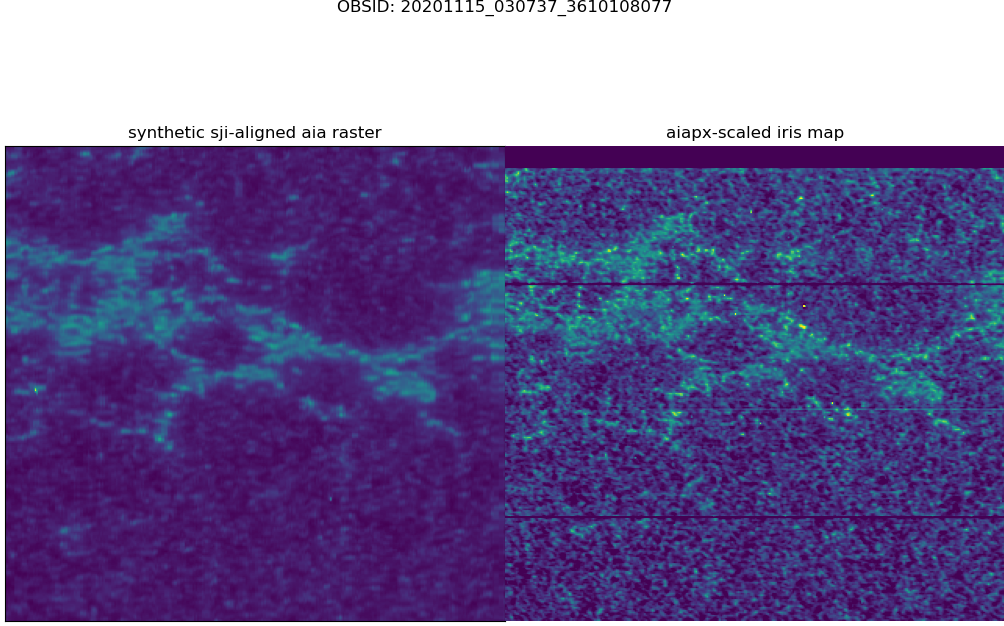 OBSID: 20201115_030737_3610108077
synthetic sji-aligned aia raster
aiapx-scaled iris map